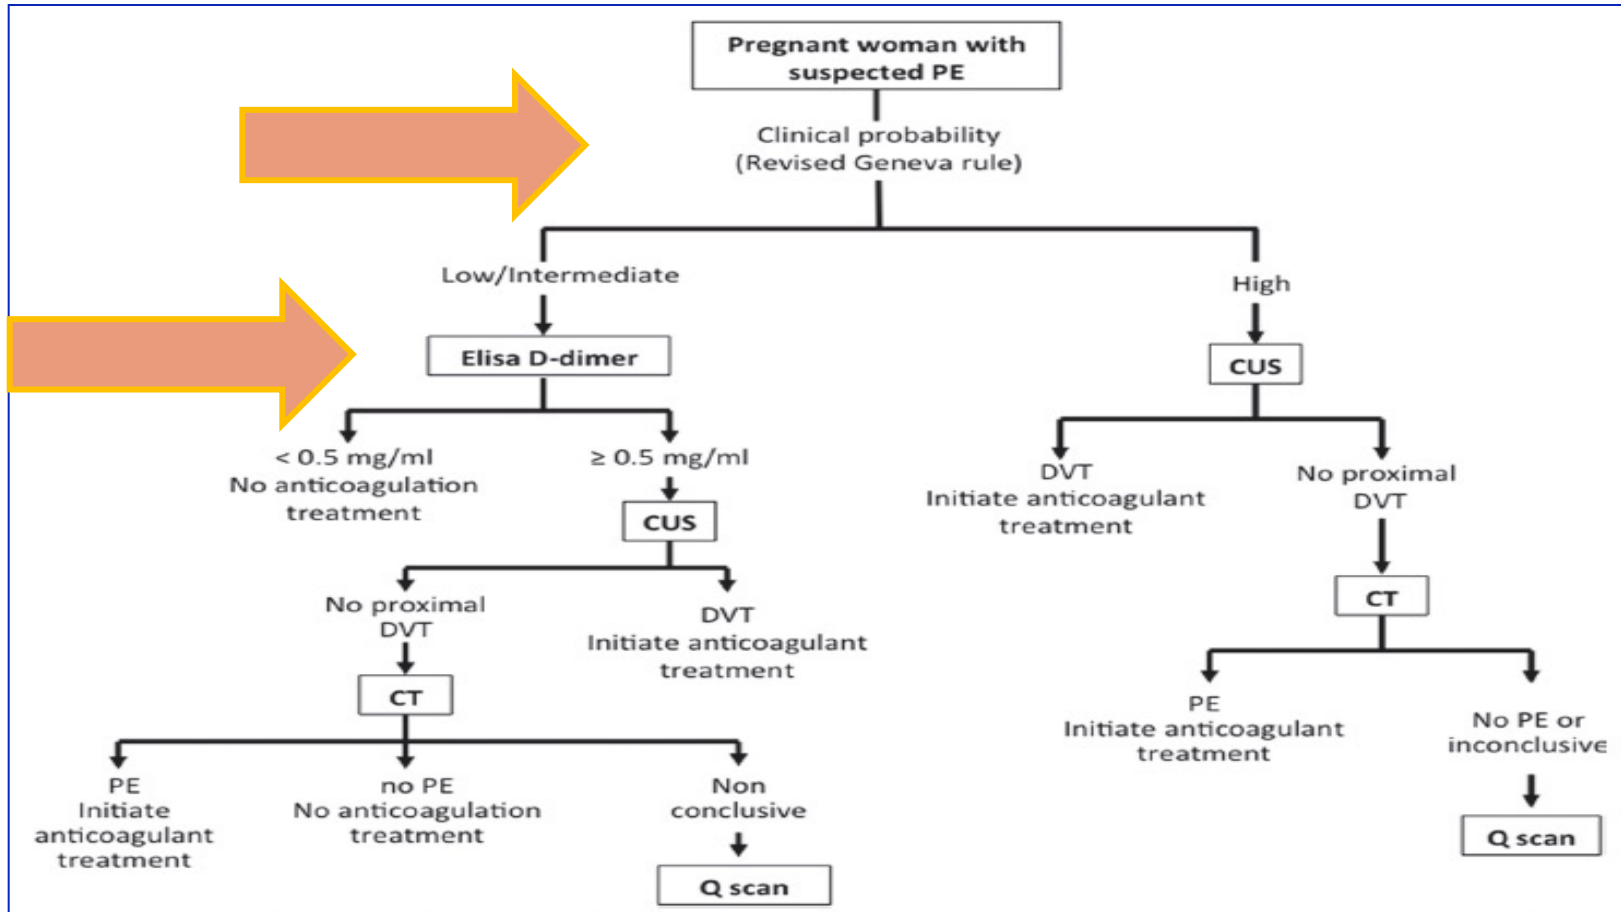 Pregnant woman with
suspected PE
Clinical probability
(Revised Geneva rule)
Low/Intermediate
High
Elisa D-dimer
CUS
< 0.5 mg/ml
No anticoagulation
treatment
≥ 0.5 mg/ml
CUS
DVT
Initiate anticoagulant
treatment
No proximal
DVT
No proximal
DVT
DVT
Initiate anticoagulant
treatment
CT
CT
PE
Initiate anticoagulant
treatment
No PE or
inconclusive
PE
Initiate
anticoagulant
treatment
no PE
No anticoagulation
treatment
Non
conclusive
Q scan
Q scan